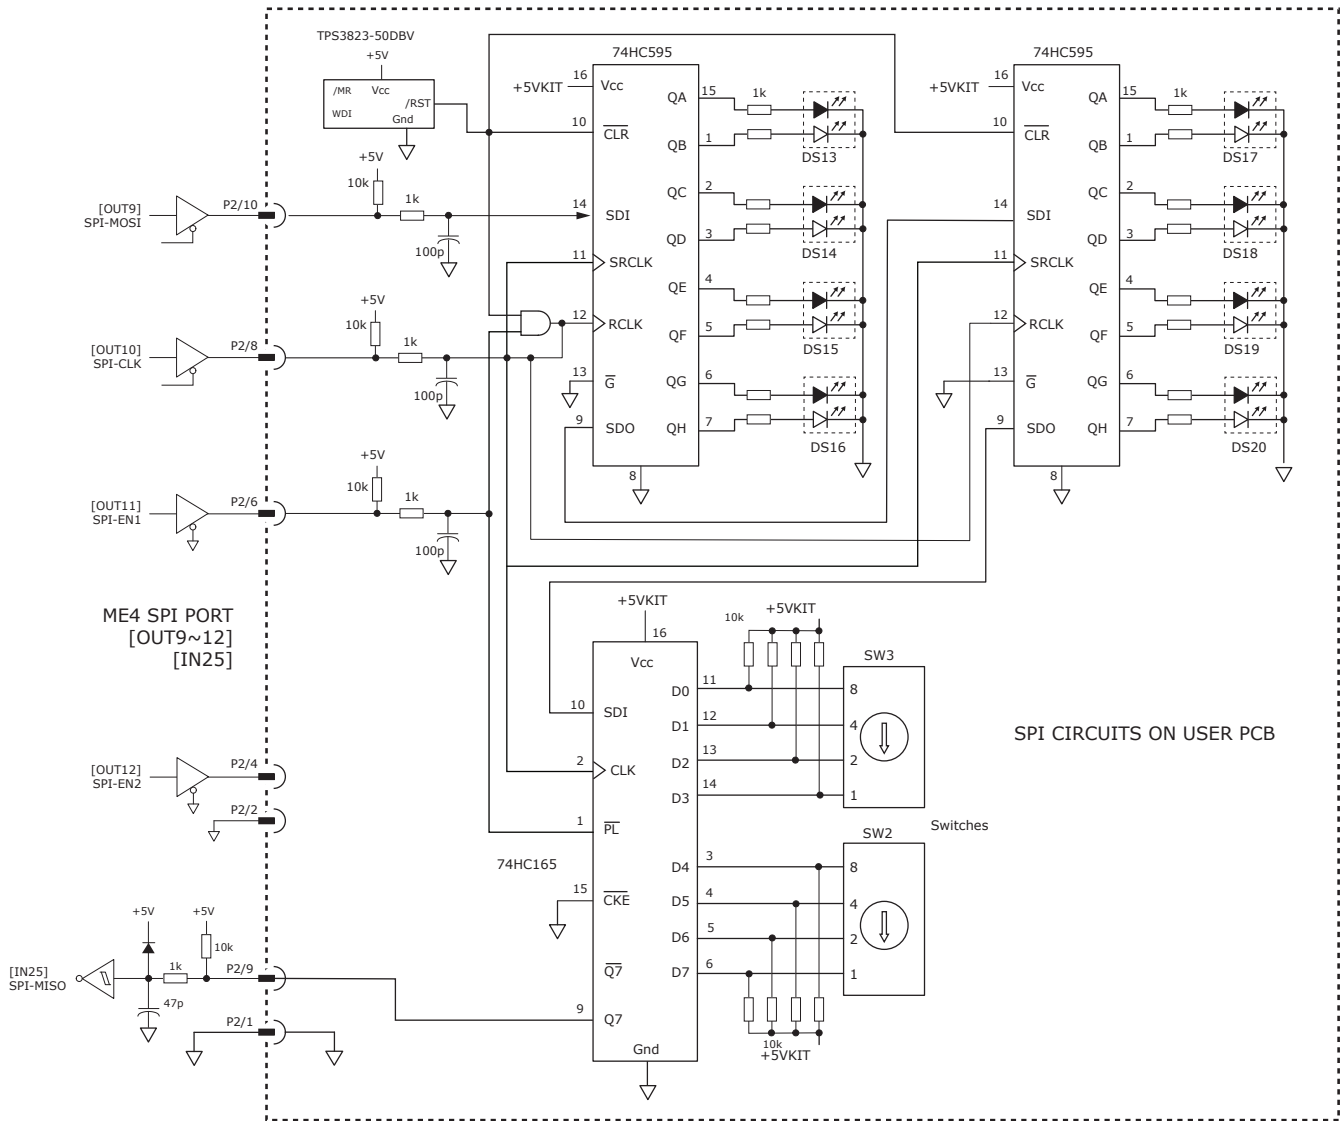 TPS3823-50DBV
+5V
/MR
Vcc
/RST
WDI
Gnd
74HC595
+5VKIT
16
Vcc
10
CLR
14
SDI
11
SRCLK
12
RCLK
13
G
9
SDO
8
QA
15
1k
QB
1
DS13
QC
2
QD
3
DS14
QE
4
QF
5
DS15
QG
6
QH
7
DS16
74HC595
+5VKIT
16
Vcc
10
CLR
14
SDI
11
SRCLK
12
RCLK
13
G
9
SDO
8
QA
15
1k
QB
1
DS17
QC
2
QD
3
DS18
QE
4
QF
5
DS19
QG
6
QH
7
DS20
[OUT9]
SPI-MOSI
P2/10
+5V
10k
1k
100p
[OUT10]
SPI-CLK
P2/8
+5V
10k
1k
100p
[OUT11]
SPI-EN1
P2/6
+5V
10k
1k
100p
ME4 SPI PORT
[OUT9~12]
[IN25]
[OUT12]
SPI-EN2
P2/4
P2/2
+5V
+5V
10k
[IN25]
SPI-MISO
1k
P2/9
47p
P2/1
+5VKIT
16
Vcc
10
SDI
2
CLK
1
PL
74HC165
15
CKE
Q7
9
Q7
Gnd
D0
11
D1
12
D2
13
D3
14
D4
3
D5
4
D6
5
D7
6
10k
+5VKIT
SW3
8
4
2
1
Switches
SW2
8
4
2
1
10k
+5VKIT
SPI CIRCUITS ON USER PCB